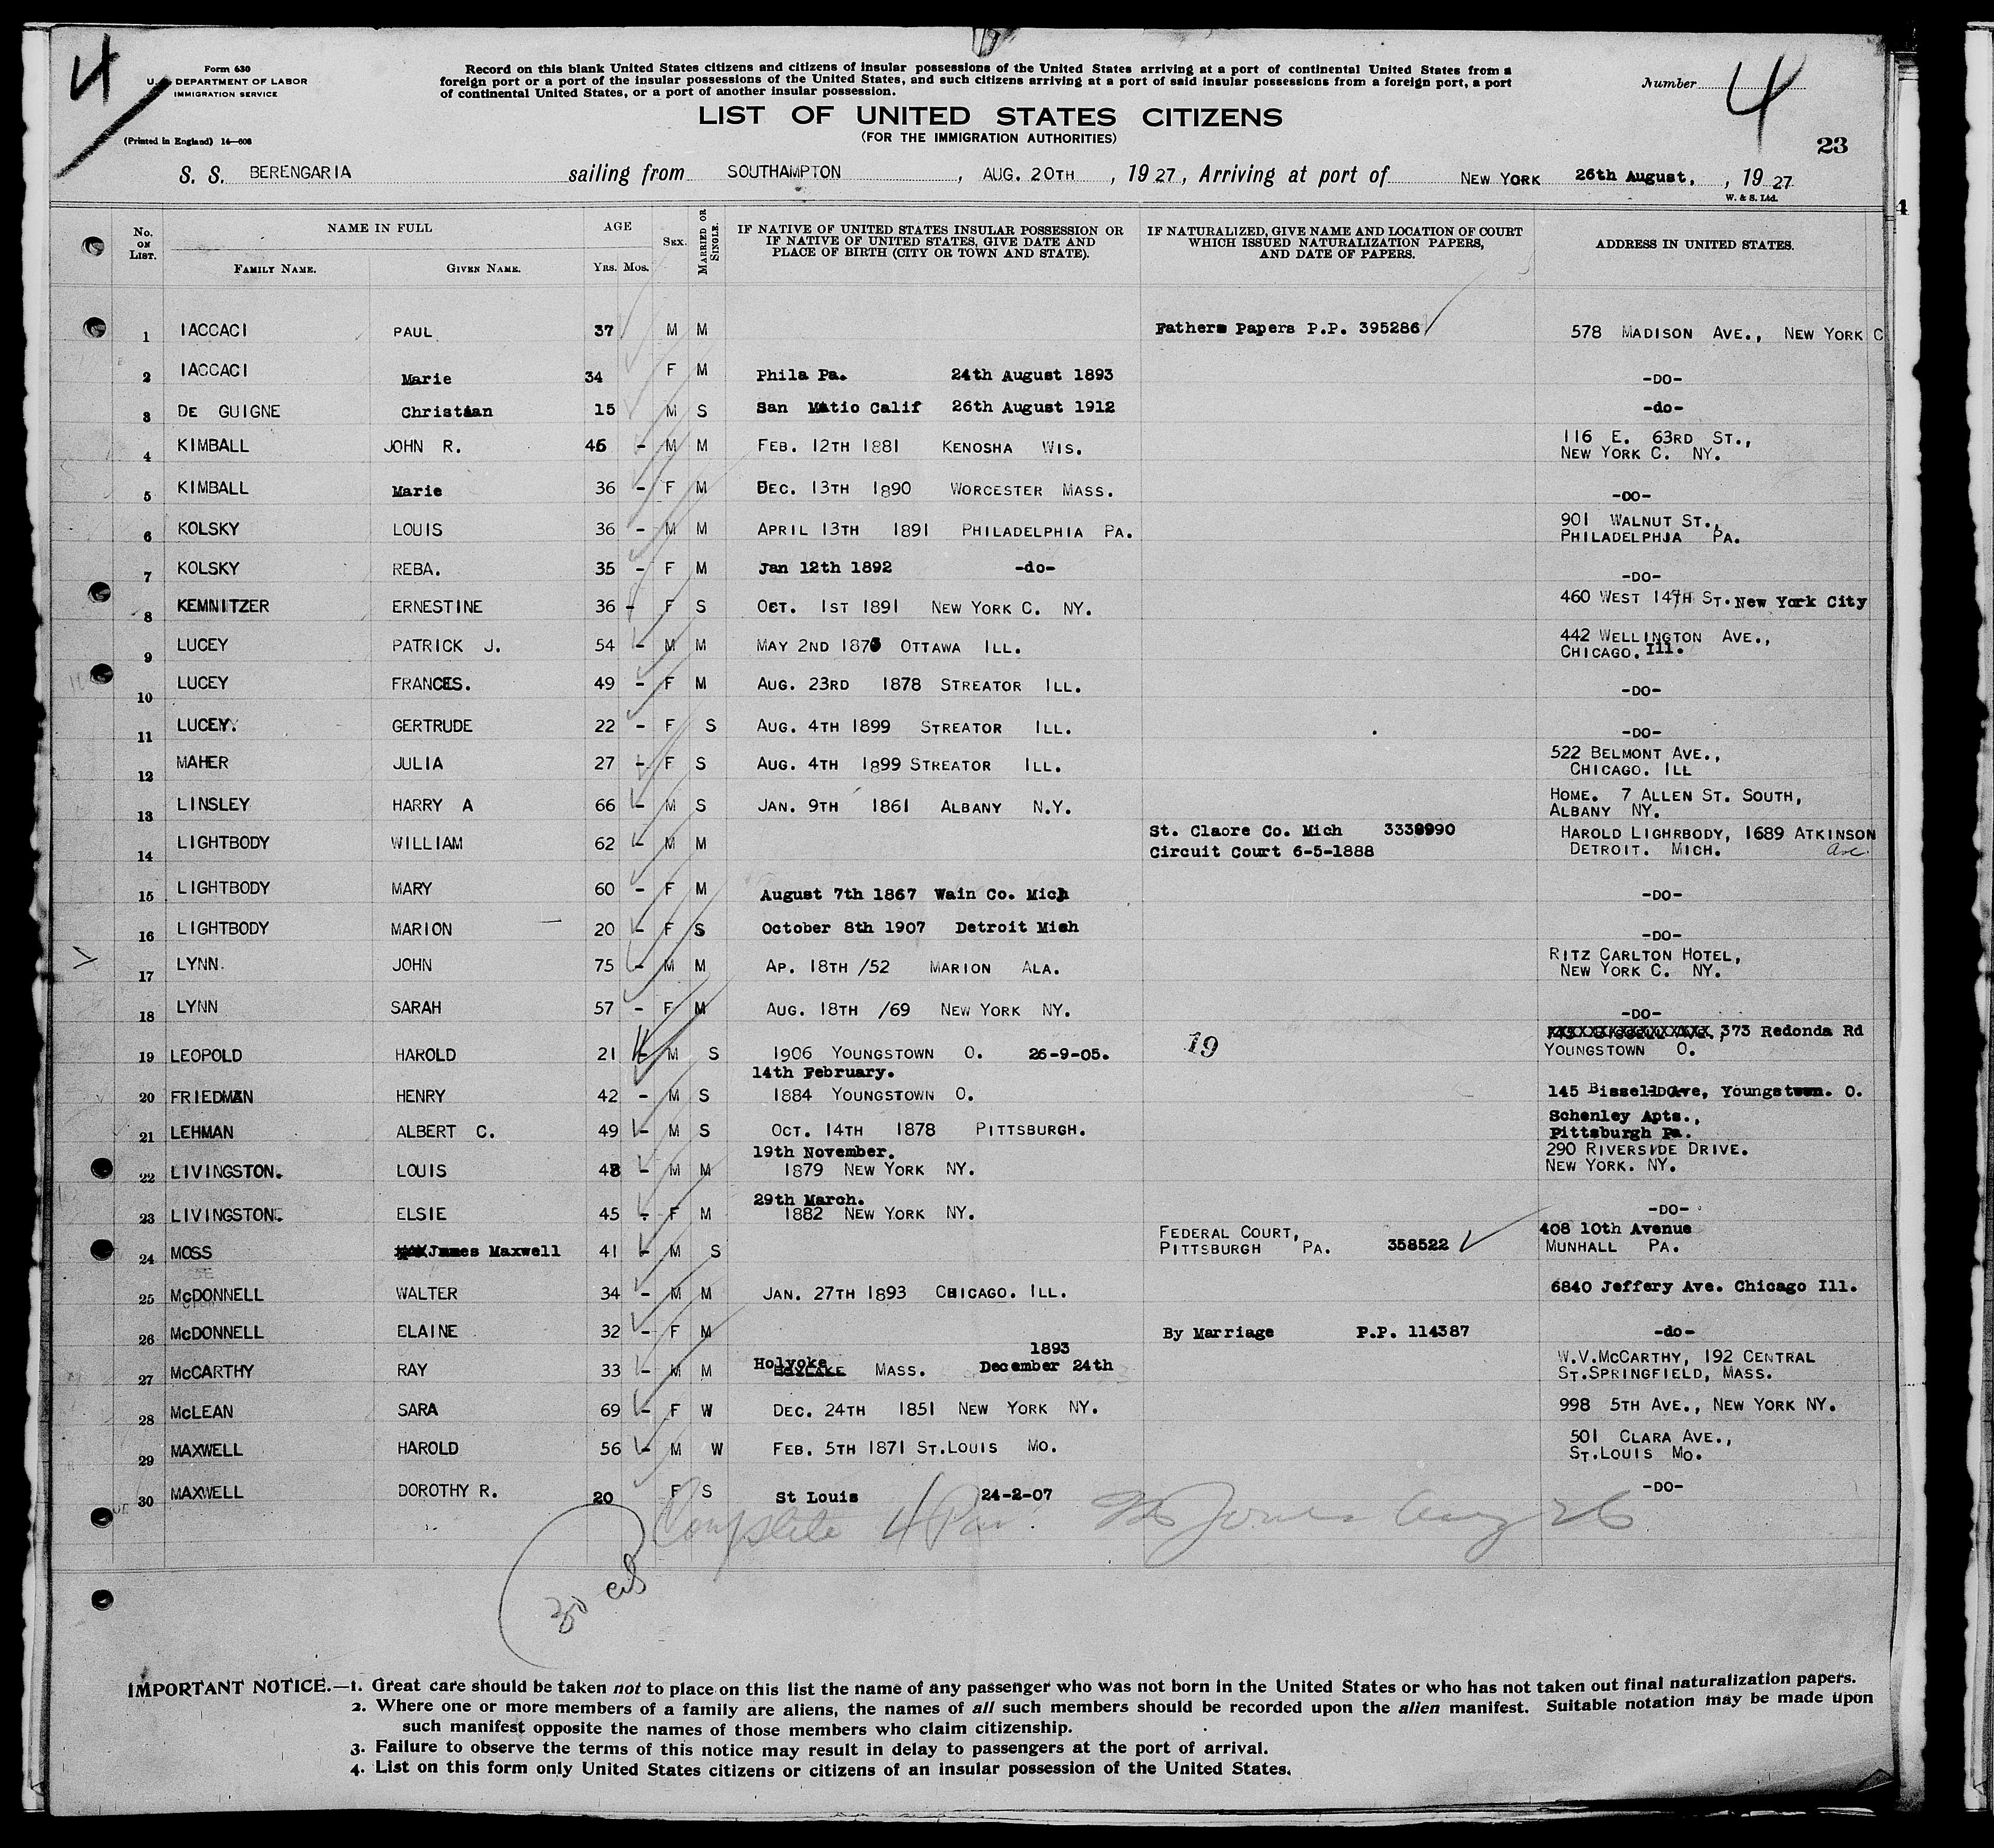 4
Form 630
U. S. DEPARTMENT OF LABOR
IMMIGRATION SERVICE
(Printed in England) 14—608
Record on this blank United States citizens and citizens of insular possessions of the United States arriving at a port of continental United States from a
foreign port or a port of the insular possessions of the United States, and such citizens arriving at a port of said insular possessions from a foreign port, a port
of continental United States, or a port of another insular possession.
Number 4
LIST OF UNITED STATES CITIZENS
(FOR THE IMMIGRATION AUTHORITIES)
23
S. S. BERENGARIA sailing from SOUTHAMPTON , AUG. 20TH , 1927, Arriving at port of NEW YORK 26th August. , 1927
W. & S. Ltd.
No. ON LIST. NAME IN FULL AGE SEX. MARRIED OR SINGLE. IF NATIVE OF UNITED STATES INSULAR POSSESSION OR IF NATIVE OF UNITED STATES, GIVE DATE AND PLACE OF BIRTH (CITY OR TOWN AND STATE). IF NATURALIZED, GIVE NAME AND LOCATION OF COURT WHICH ISSUED NATURALIZATION PAPERS, AND DATE OF PAPERS. ADDRESS IN UNITED STATES.
FAMILY NAME. GIVEN NAME. YRS. MOS.
1 IACCACI PAUL 37 M M Fathers Papers P.P. 395286 578 MADISON AVE., NEW YORK C
2 IACCACI Marie 34 F M Phila Pa. 24th August 1893 -DO-
3 DE GUIGNE Christian 15 M S San Matio Calif 26th August 1912 -do-
4 KIMBALL JOHN R. 46 - M M FEB. 12TH 1881 KENOSHA WIS. 116 E. 63RD ST., NEW YORK C. NY.
5 KIMBALL Marie 36 - F M DEC. 13TH 1890 WORCESTER MASS. -DO-
6 KOLSKY LOUIS 36 - M M APRIL 13TH 1891 PHILADELPHIA PA. 901 WALNUT ST., PHILADELPHJA PA.
7 KOLSKY REBA. 35 - F M Jan 12th 1892 -do- -DO-
8 KEMNITZER ERNESTINE 36 - F S OCT. 1ST 1891 NEW YORK C. NY. 460 WEST 147H ST. New York City
9 LUCEY PATRICK J. 54 - M M MAY 2ND 1873 OTTAWA ILL. 442 WELLINGTON AVE., CHICAGO. Ill.
10 LUCEY FRANCES. 49 - F M AUG. 23RD 1878 STREATOR ILL. -DO-
11 LUCEY. GERTRUDE 22 - F S AUG. 4TH 1899 STREATOR ILL. -DO-
12 MAHER JULIA 27 - F S AUG. 4TH 1899 STREATOR ILL. 522 BELMONT AVE., CHICAGO. ILL
13 LINSLEY HARRY A 66 - M S JAN. 9TH 1861 ALBANY N.Y. HOME. 7 ALLEN ST. SOUTH, ALBANY NY.
14 LIGHTBODY WILLIAM 62 - M M St. Claore Co. Mich 3338990 Circuit Court 6-5-1888 HAROLD LIGHRBODY, 1689 ATKINSON DETROIT. MICH. Ave.
15 LIGHTBODY MARY 60 - F M August 7th 1867 Wain Co. Mich -DO-
16 LIGHTBODY MARION 20 - F S October 8th 1907 Detroit Mich -DO-
17 LYNN. JOHN 75 - M M AP. 18TH /52 MARION ALA. RITZ CARLTON HOTEL, NEW YORK C. NY.
18 LYNN SARAH 57 - F M AUG. 18TH /69 NEW YORK NY. -DO-
19 LEOPOLD HAROLD 21 - M S 1906 YOUNGSTOWN O. 26-9-05. 19 373 Redonda Rd YOUNGSTOWN O.
20 FRIEDMAN HENRY 42 - M S 14th February. 1884 YOUNGSTOWN O. 145 Bissell Ave, Youngstown. O.
21 LEHMAN ALBERT C. 49 - M S OCT. 14TH 1878 PITTSBURGH. Schenley Apts., Pittsburgh Pa.
22 LIVINGSTON. LOUIS 48 - M M 19th November. 1879 NEW YORK NY. 290 RIVERSIDE DRIVE. NEW YORK. NY.
23 LIVINGSTON. ELSIE 45 - F M 29th March. 1882 NEW YORK NY. -DO-
24 MOSS James Maxwell 41 - M S FEDERAL COURT, PITTSBURGH PA. 358522 408 10th Avenue MUNHALL PA.
25 McDONNELL WALTER 34 - M M JAN. 27TH 1893 CHICAGO. ILL. 6840 Jeffery Ave. Chicago Ill.
26 McDONNELL ELAINE 32 - F M By Marriage P.P. 114387 -do-
27 McCARTHY RAY 33 - M M Holyoke MASS. 1893 December 24th W.V.McCARTHY, 192 CENTRAL ST.SPRINGFIELD, MASS.
28 McLEAN SARA 69 - F W DEC. 24TH 1851 NEW YORK NY. 998 5TH AVE., NEW YORK NY.
29 MAXWELL HAROLD 56 - M W FEB. 5TH 1871 ST.LOUIS MO. 501 CLARA AVE., ST.LOUIS MO.
30 MAXWELL DOROTHY R. 20 F S St Louis 24-2-07 -DO-
Complete 4 Jones Aug 26
30
IMPORTANT NOTICE.—1. Great care should be taken not to place on this list the name of any passenger who was not born in the United States or who has not taken out final naturalization papers.
2. Where one or more members of a family are aliens, the names of all such members should be recorded upon the alien manifest. Suitable notation may be made upon
such manifest opposite the names of those members who claim citizenship.
3. Failure to observe the terms of this notice may result in delay to passengers at the port of arrival.
4. List on this form only United States citizens or citizens of an insular possession of the United States.